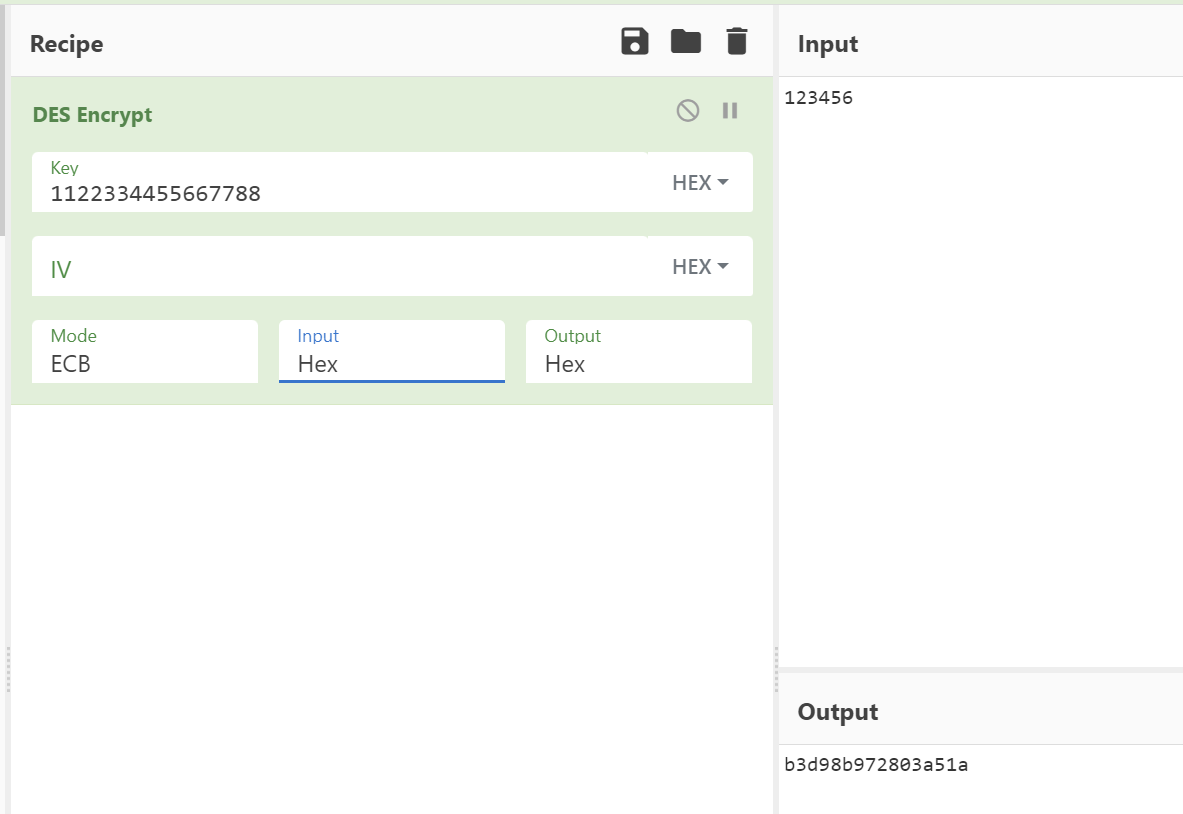 Recipe
DES Encrypt
Key
1122334455667788
HEX
IV
HEX
Mode
ECB
Input
Hex
Output
Hex
Input
123456
Output
b3d98b972803a51a